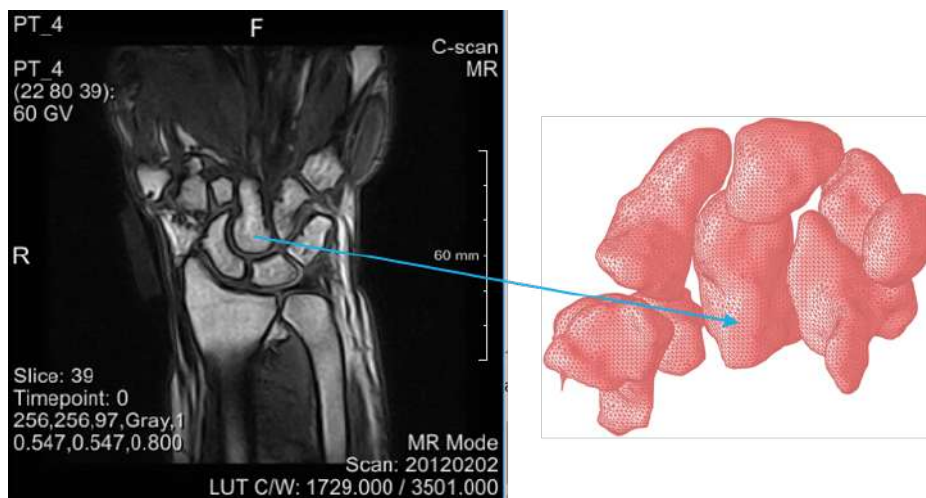 PT_4
F
C-scan
MR
PT_4
(22 80 39):
60 GV
R
60 mm
Slice: 39
Timepoint: 0
256,256,97,Gray,1
0.547,0.547,0.800
MR Mode
Scan: 20120202
LUT C/W: 1729.000 / 3501.000